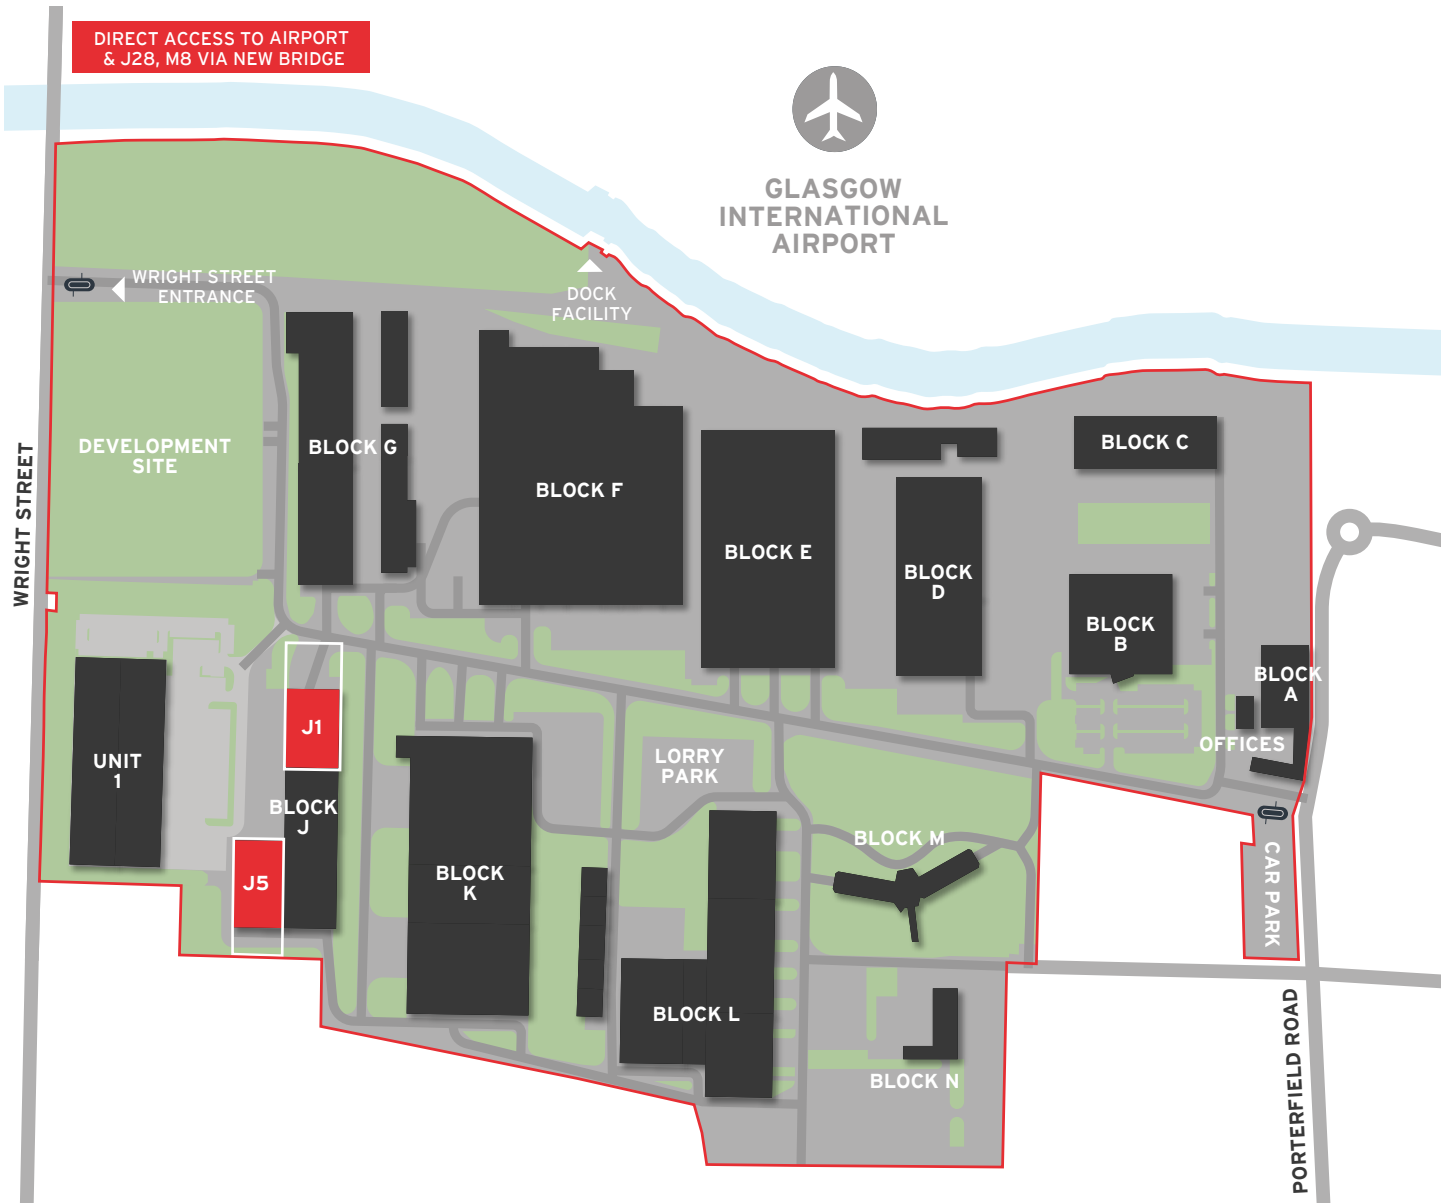 DIRECT ACCESS TO AIRPORT
& J28, M8 VIA NEW BRIDGE
GLASGOW
INTERNATIONAL
AIRPORT
WRIGHT STREET
ENTRANCE
DOCK
FACILITY
DEVELOPMENT
SITE
WRIGHT STREET
BLOCK G
BLOCK F
BLOCK E
BLOCK
D
BLOCK C
BLOCK
B
BLOCK
A
OFFICES
UNIT
1
J1
BLOCK
J
J5
BLOCK
K
LORRY
PARK
BLOCK L
BLOCK M
BLOCK N
CAR PARK
PORTERFIELD ROAD